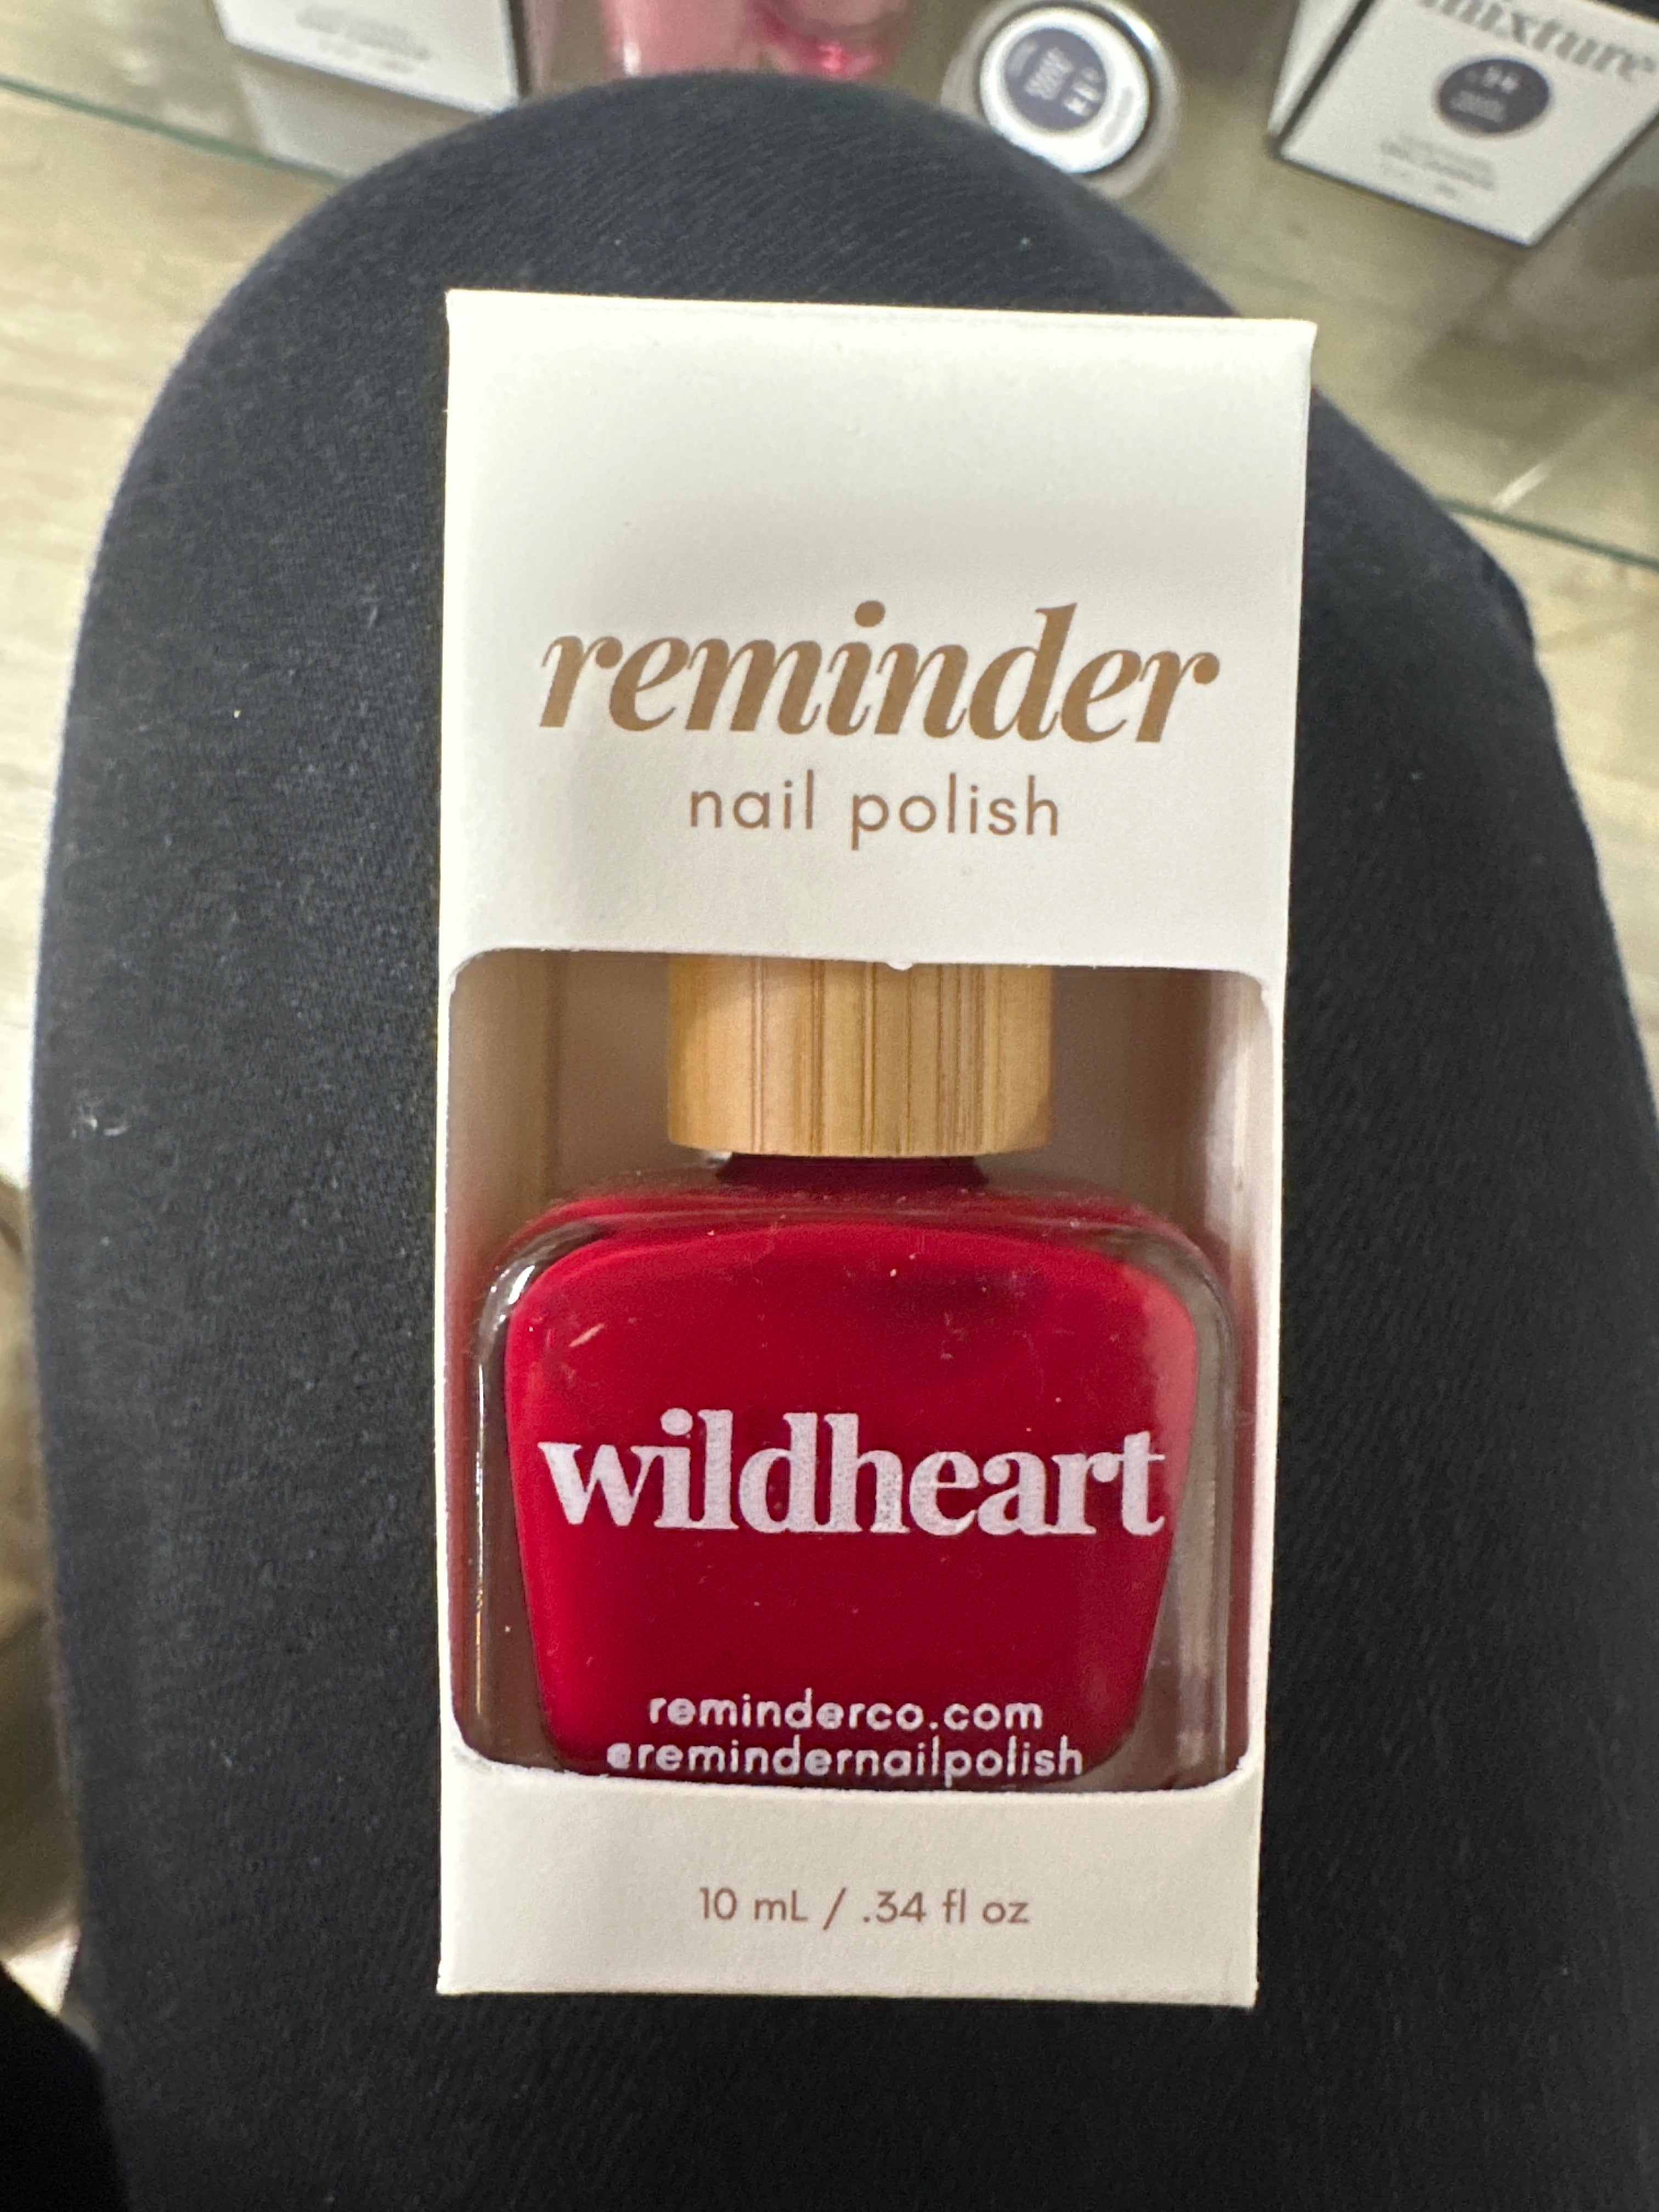 mixture
reminder
nail polish
wildheart
reminderco.com
@remindernailpolish
10 mL / .34 fl oz